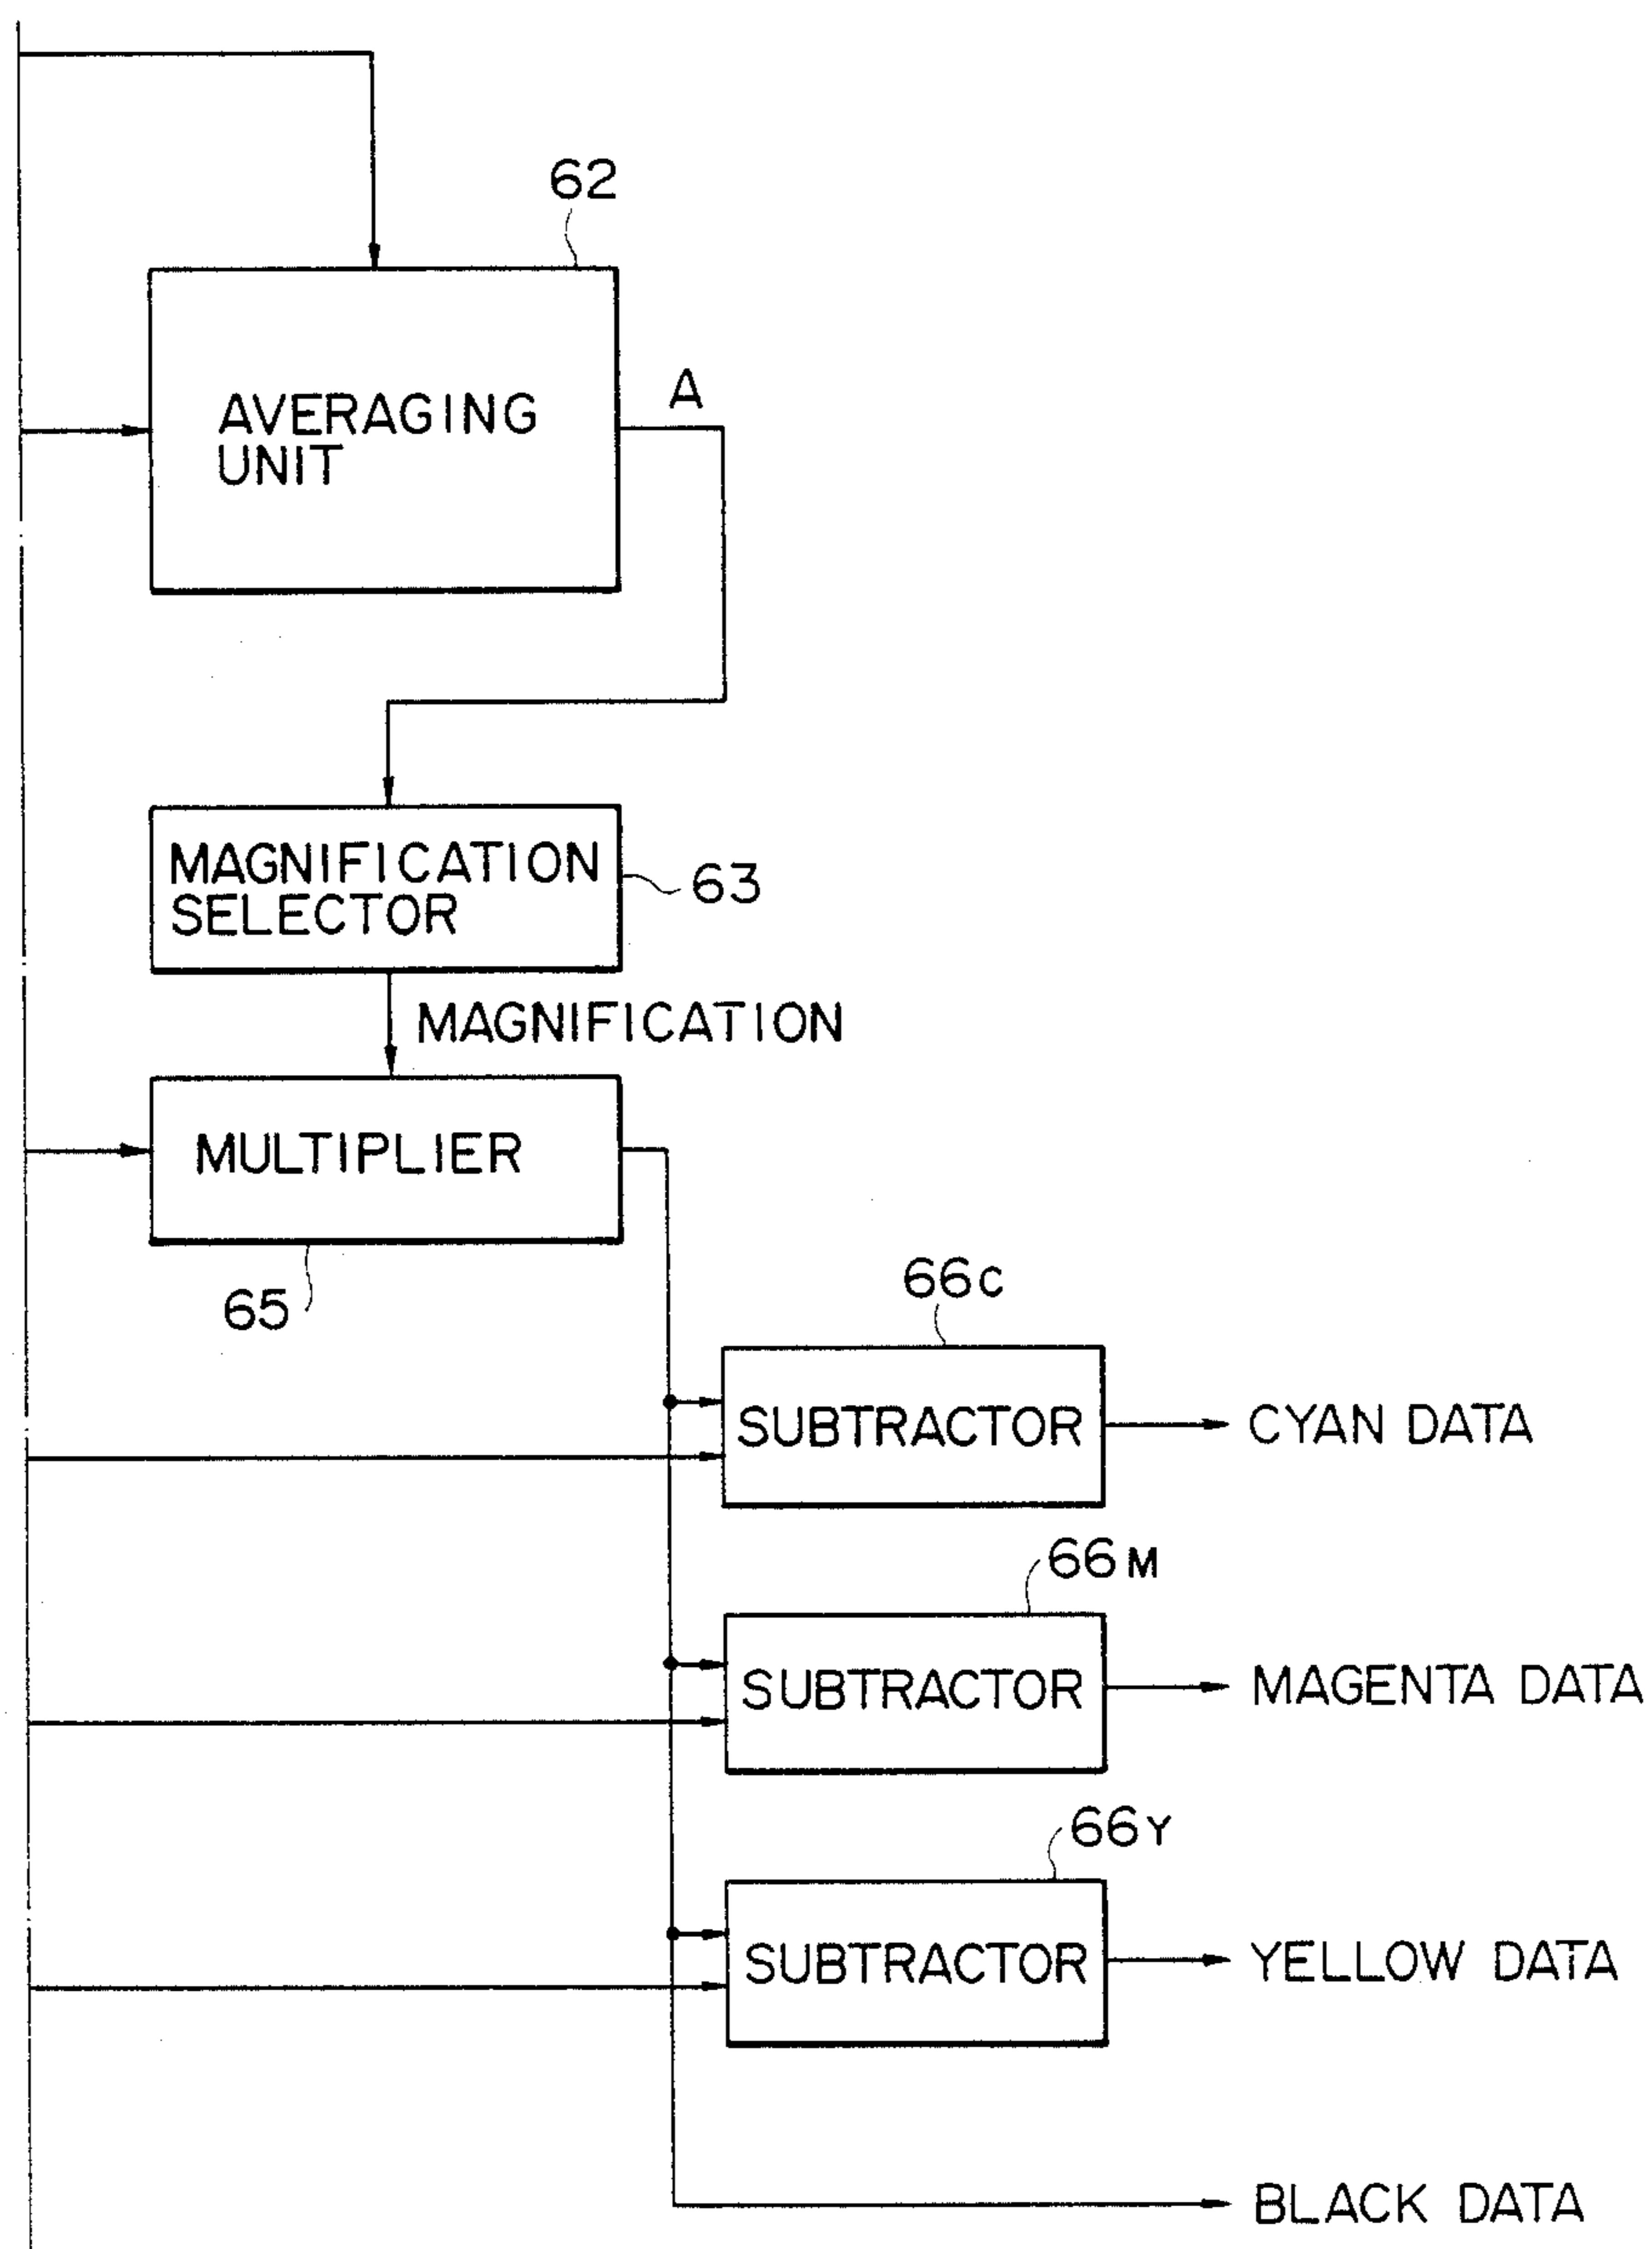 62
AVERAGING
UNIT
A
MAGNIFICATION
SELECTOR
63
MAGNIFICATION
MULTIPLIER
65
66C
SUBTRACTOR
CYAN DATA
66M
SUBTRACTOR
MAGENTA DATA
66Y
SUBTRACTOR
YELLOW DATA
BLACK DATA